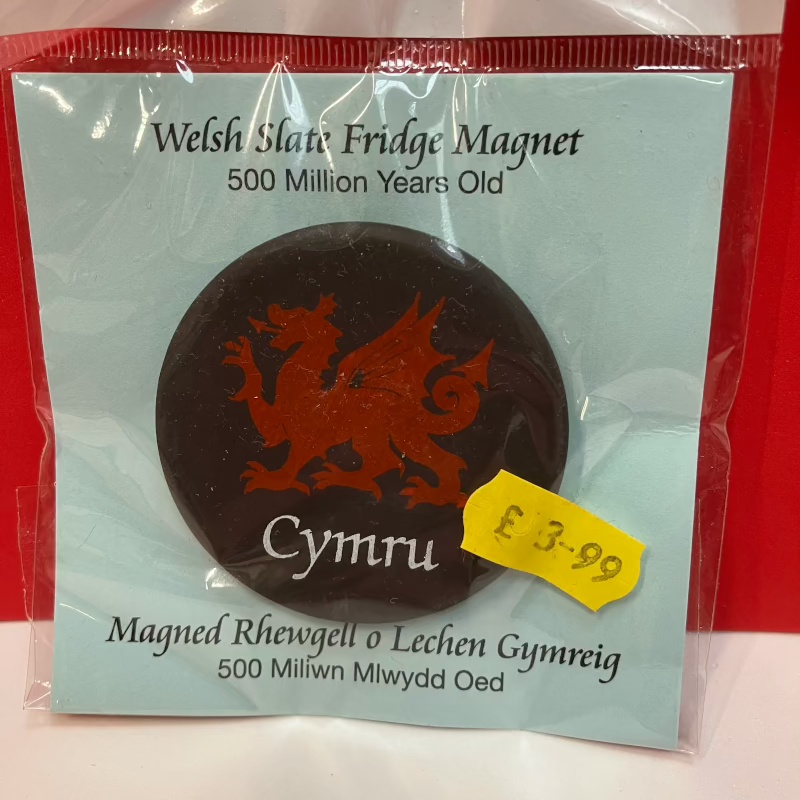 Welsh Slate Fridge Magnet
500 Million Years Old
Cymru
£ 3-99
Magned Rhewgell o Lechen Gymreig
500 Miliwn Mlwydd Oed